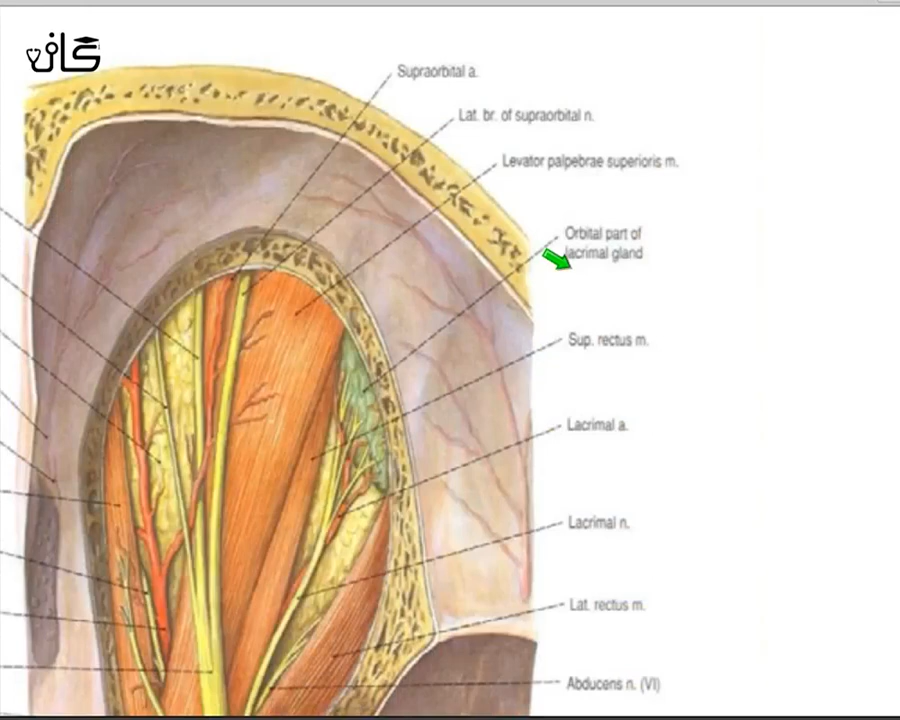 كان
Supraorbital a.
Lat. br. of supraorbital n.
Levator palpebrae superioris m.
Orbital part of
lacrimal gland
Sup. rectus m.
Lacrimal a.
Lacrimal n.
Lat. rectus m.
Abducens n. (VI)